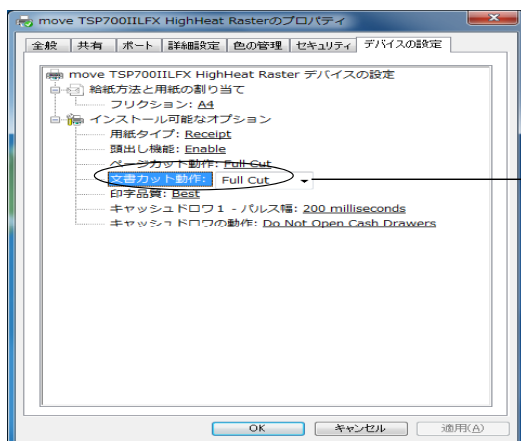 move TSP700IILFX HighHeat Rasterのプロパティ
全般 共有 ポート 詳細設定 色の管理 セキュリティ デバイスの設定
move TSP700IILFX HighHeat Raster デバイスの設定
給紙方法と用紙の割り当て
フリクション: A4
インストール可能なオプション
用紙タイプ: Receipt
頭出し機能: Enable
ページカット動作: Full Cut
文書カット動作: Full Cut
印字品質: Best
キャッシュドロワ1 - パルス幅: 200 milliseconds
キャッシュドロワの動作: Do Not Open Cash Drawers
OK キャンセル 適用(A)